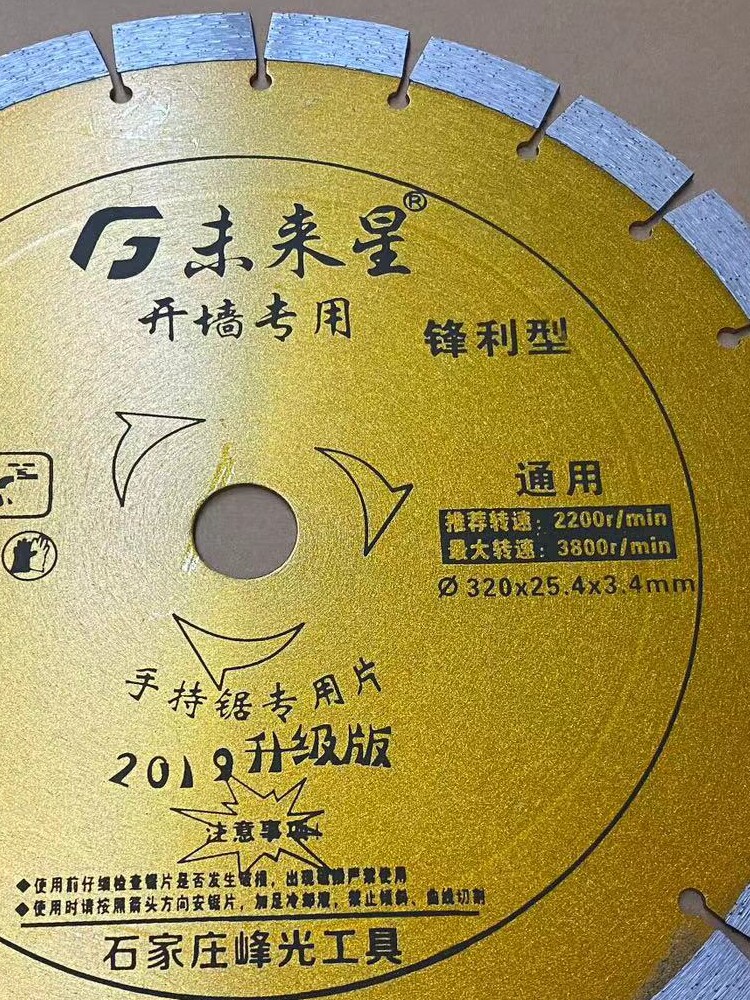 未来星®
开墙专用
锋利型
通用
推荐转速：2200r/min
最大转速：3800r/min
Ø320x25.4x3.4mm
手持锯专用片
2019升级版
注意事项！
◆使用前仔细检查锯片是否发生破损，出现破损严禁使用
◆使用时请按照箭头方向安锯片，加足冷却液，禁止倾斜、曲线切割
石家庄峰光工具